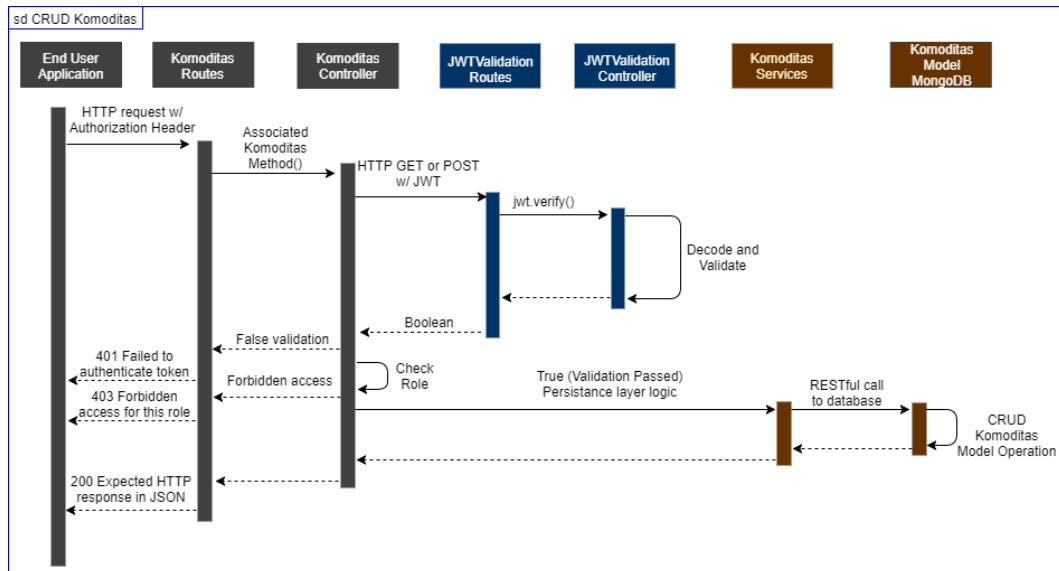 sd CRUD Komoditas
End User
Application
Komoditas
Routes
Komoditas
Controller
JWTValidation
Routes
JWTValidation
Controller
Komoditas
Services
Komoditas
Model
MongoDB
HTTP request w/
Authorization Header
Associated
Komoditas
Method()
HTTP GET or POST
w/ JWT
jwt.verify()
Decode and
Validate
Boolean
False validation
401 Failed to
authenticate token
Check
Role
Forbidden access
403 Forbidden
access for this role
True (Validation Passed)
Persistance layer logic
RESTful call
to database
CRUD
Komoditas
Model Operation
200 Expected HTTP
response in JSON